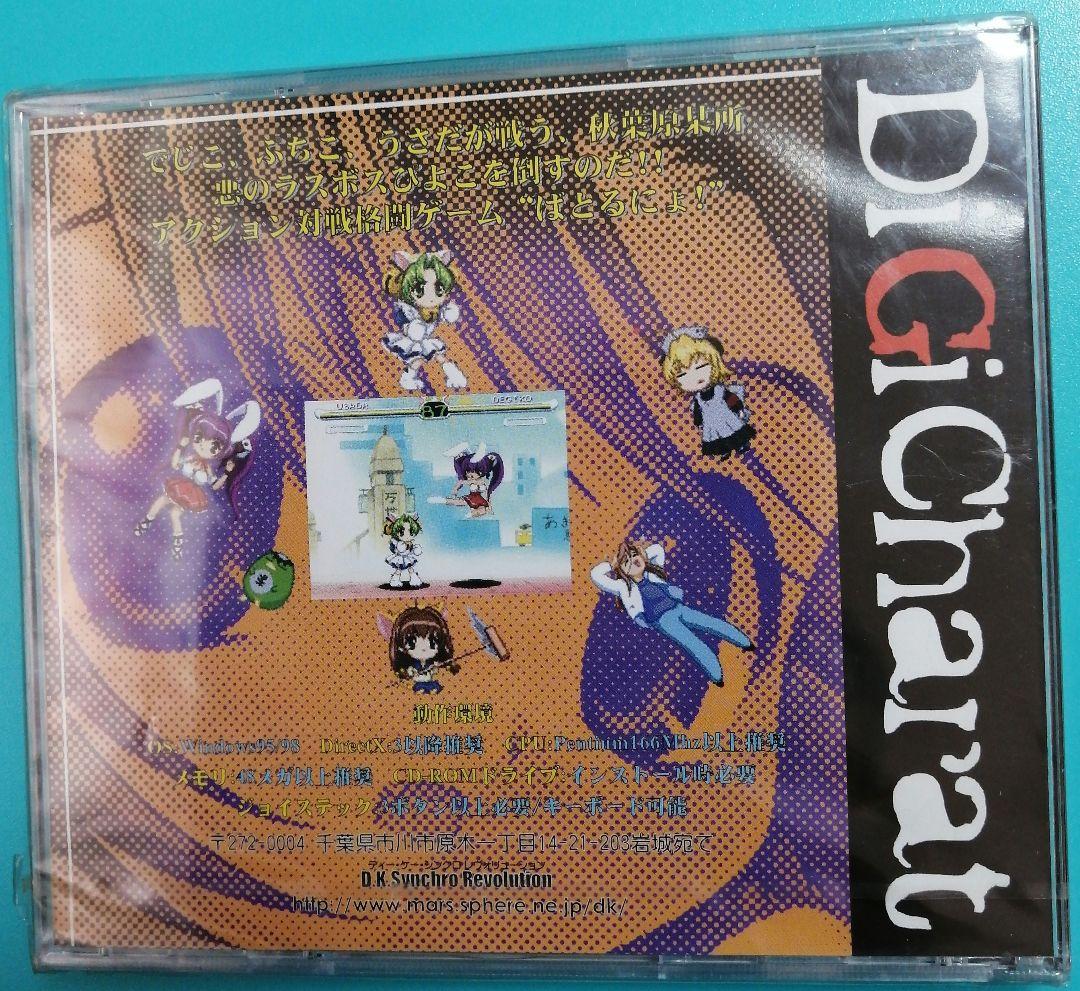 でじこ、ぷちこ、うさだが戦う、秋葉原某所
悪のラスボスぴよこを倒すのだ!!
アクション対戦格闘ゲーム“ばとるにょ!”
DiGiCharat
USADA 37 DEGIKO
動作環境
OS:Windows95/98 DirectX:3以降推奨 CPU:Pentium166Mhz以上推奨
メモリ:48メガ以上推奨 CD-ROMドライブ:インストール時必要
ジョイステック:3ボタン以上必要/キーボード可能
〒272-0004 千葉県市川市原木一丁目14-21-203岩城宛て
ディー・ケー・シンクロレヴォリューション
D.K.Synchro Revolution
http://www.mars.sphere.ne.jp/dk/